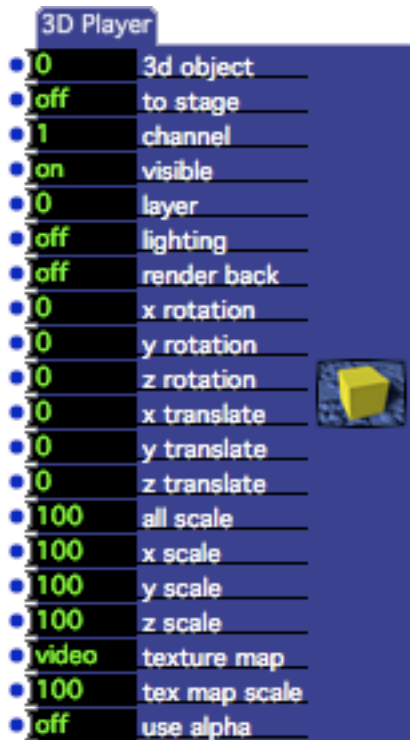 3D Player
0 3d object
off to stage
1 channel
on visible
0 layer
off lighting
off render back
0 x rotation
0 y rotation
0 z rotation
0 x translate
0 y translate
0 z translate
100 all scale
100 x scale
100 y scale
100 z scale
video texture map
100 tex map scale
off use alpha